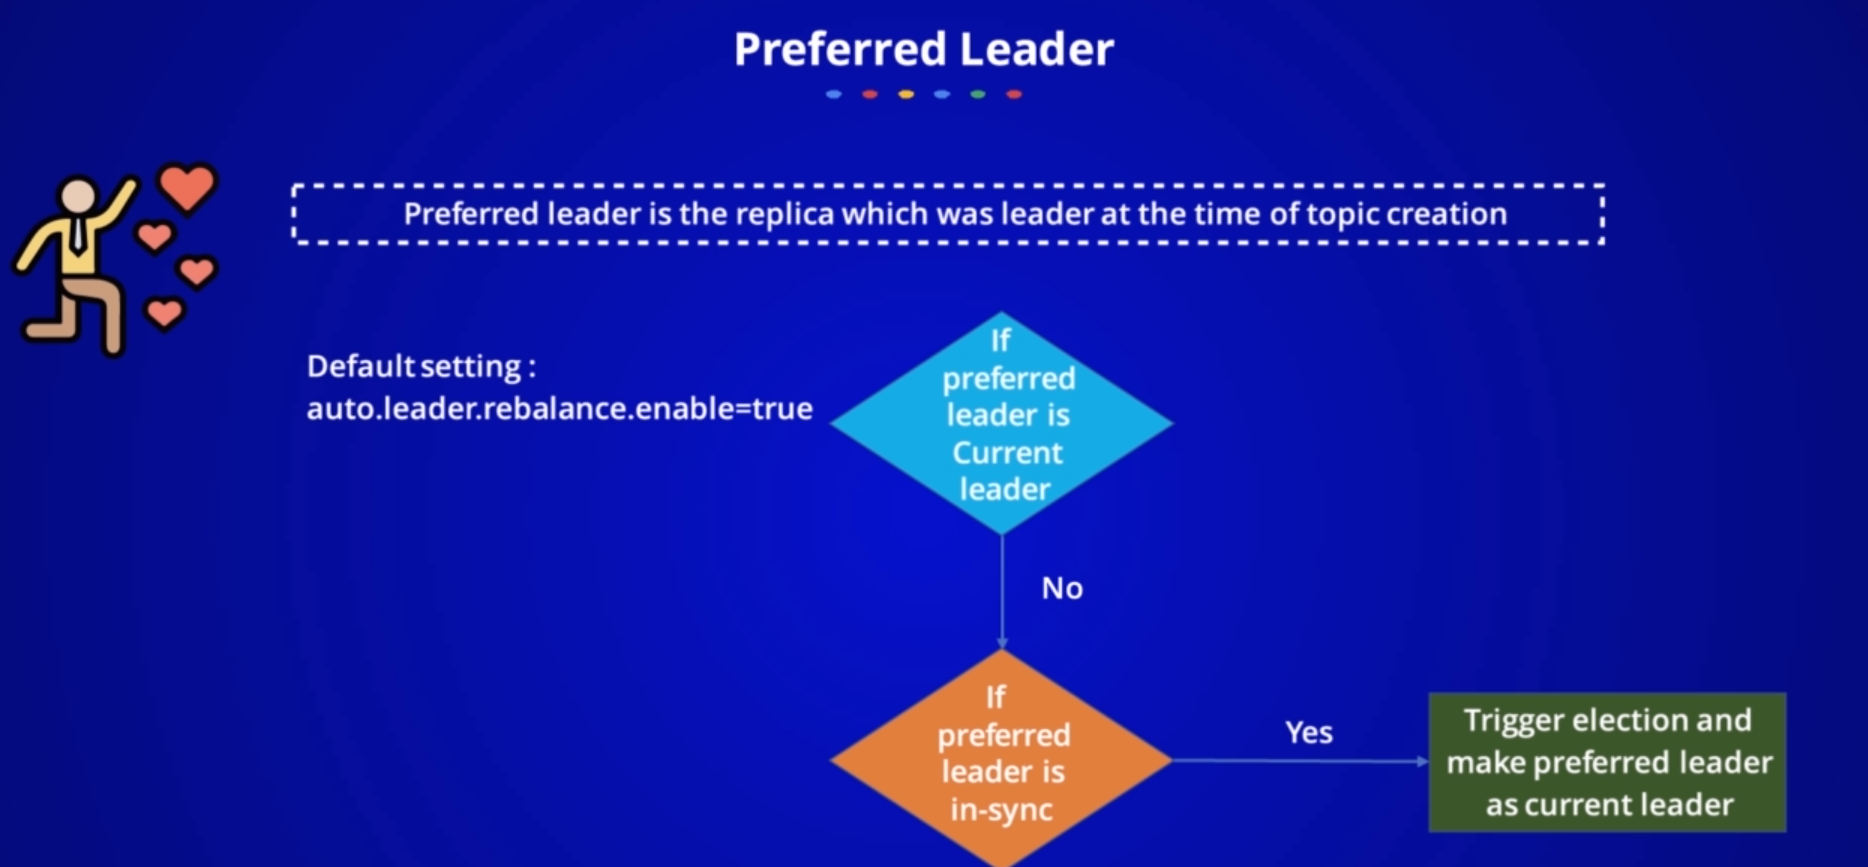 Preferred Leader
Preferred leader is the replica which was leader at the time of topic creation
Default setting :
auto.leader.rebalance.enable=true
If
preferred
leader is
Current
leader
No
If
preferred
leader is
in-sync
Yes
Trigger election and
make preferred leader
as current leader